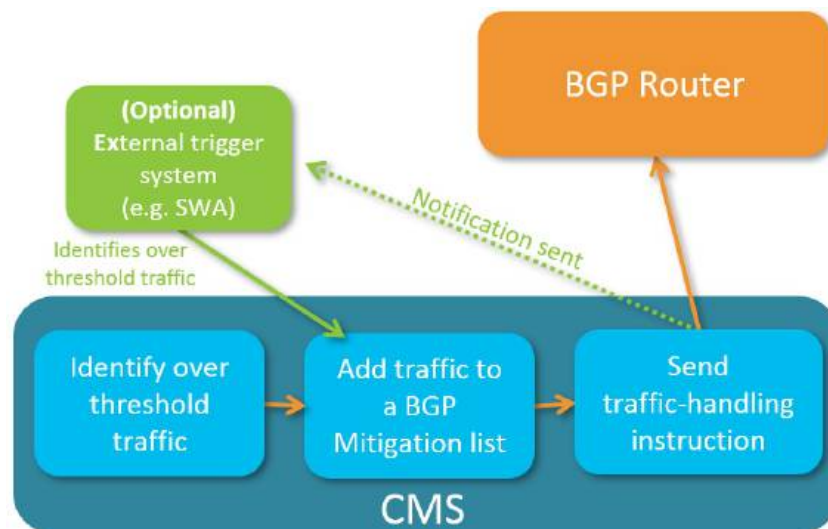 BGP Router
(Optional)
External trigger
system
(e.g. SWA)
Notification sent
Identifies over
threshold traffic
Identify over
threshold
traffic
Add traffic to
a BGP
Mitigation list
Send
traffic-handling
instruction
CMS